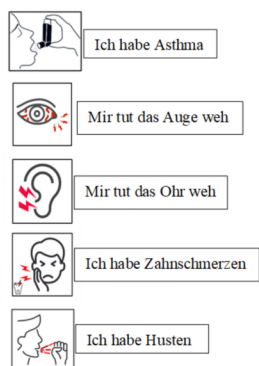 Ich habe Asthma
Mir tut das Auge weh
Mir tut das Ohr weh
Ich habe Zahnschmerzen
Ich habe Husten